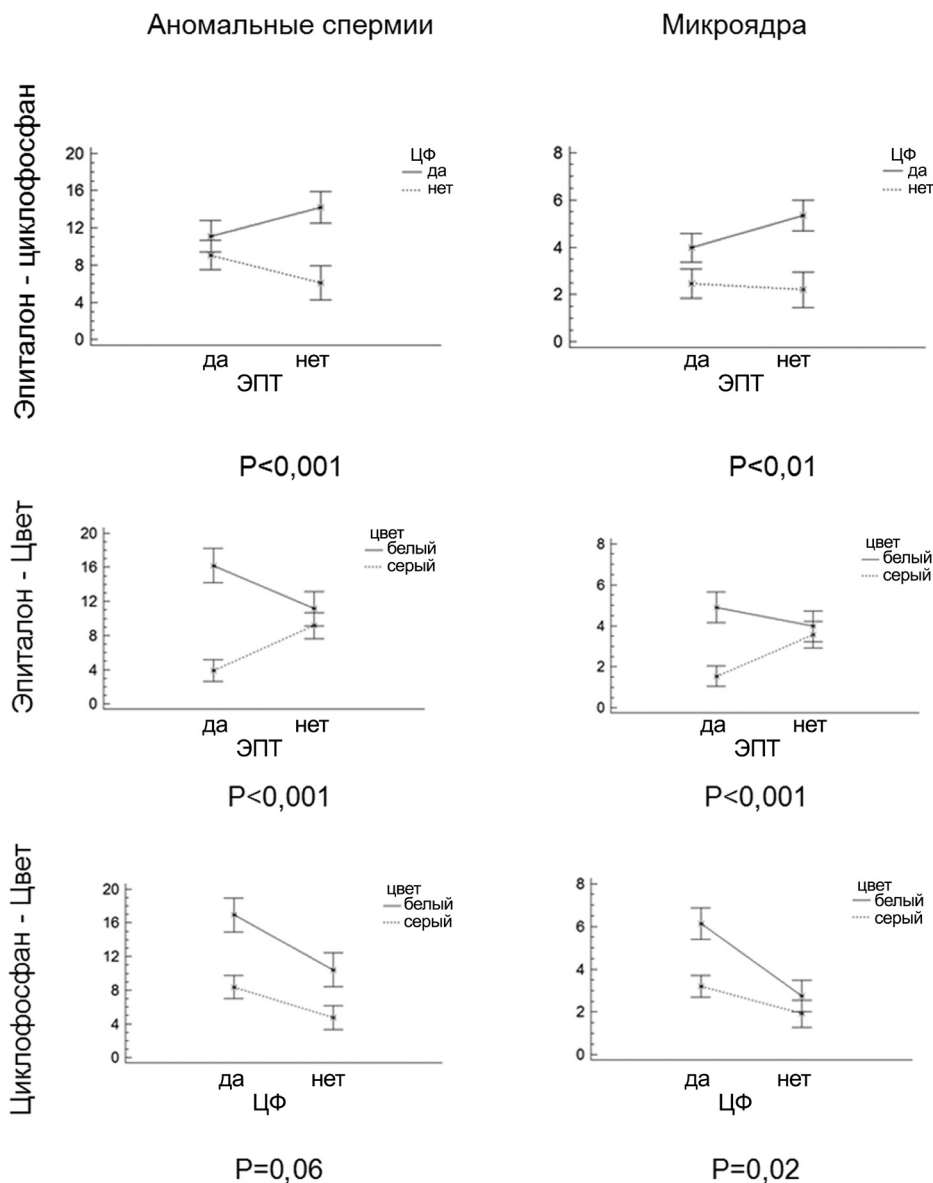 Аномальные спермии
Микроядра
Эпиталон - циклофосфан
20
16
12
8
4
0
ЦФ
да
нет
да нет
ЭПТ
8
6
4
2
0
ЦФ
да
нет
да нет
ЭПТ
P<0,001
P<0,01
Эпиталон - Цвет
20
16
12
8
4
0
цвет
белый
серый
да нет
ЭПТ
8
6
4
2
0
цвет
белый
серый
да нет
ЭПТ
P<0,001
P<0,001
Циклофосфан - Цвет
20
16
12
8
4
0
цвет
белый
серый
да нет
ЦФ
8
6
4
2
0
цвет
белый
серый
да нет
ЦФ
P=0,06
P=0,02